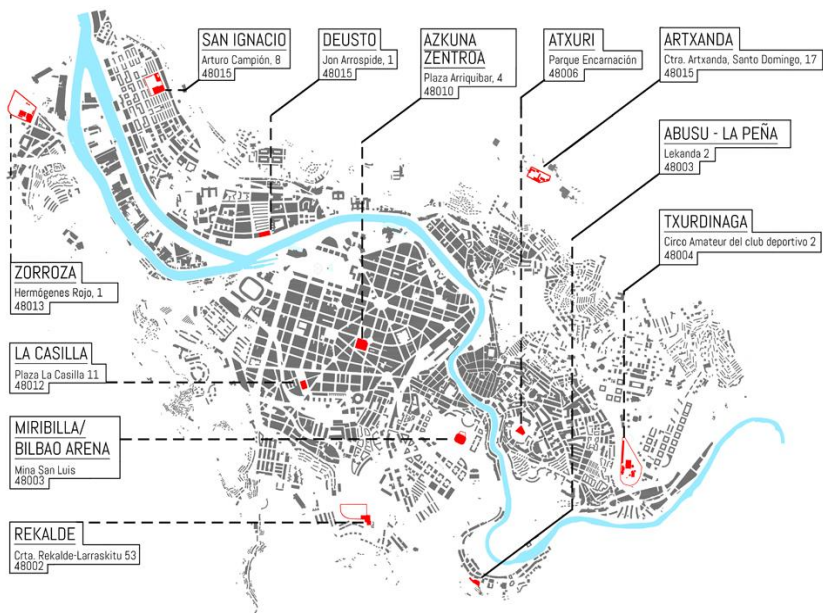 SAN IGNACIO
Arturo Campión, 8
48015
DEUSTO
Jon Arrospide, 1
48015
AZKUNA
ZENTROA
Plaza Arriquibar, 4
48010
ATXURI
Parque Encarnación
48006
ARTXANDA
Ctra. Artxanda, Santo Domingo, 17
48015
ABUSU - LA PEÑA
Lekanda 2
48003
TXURDINAGA
Circo Amateur del club deportivo 2
48004
ZORROZA
Hermógenes Rojo, 1
48013
LA CASILLA
Plaza La Casilla 11
48012
MIRIBILLA/
BILBAO ARENA
Mina San Luis
48003
REKALDE
Crta. Rekalde-Larraskitu 53
48002